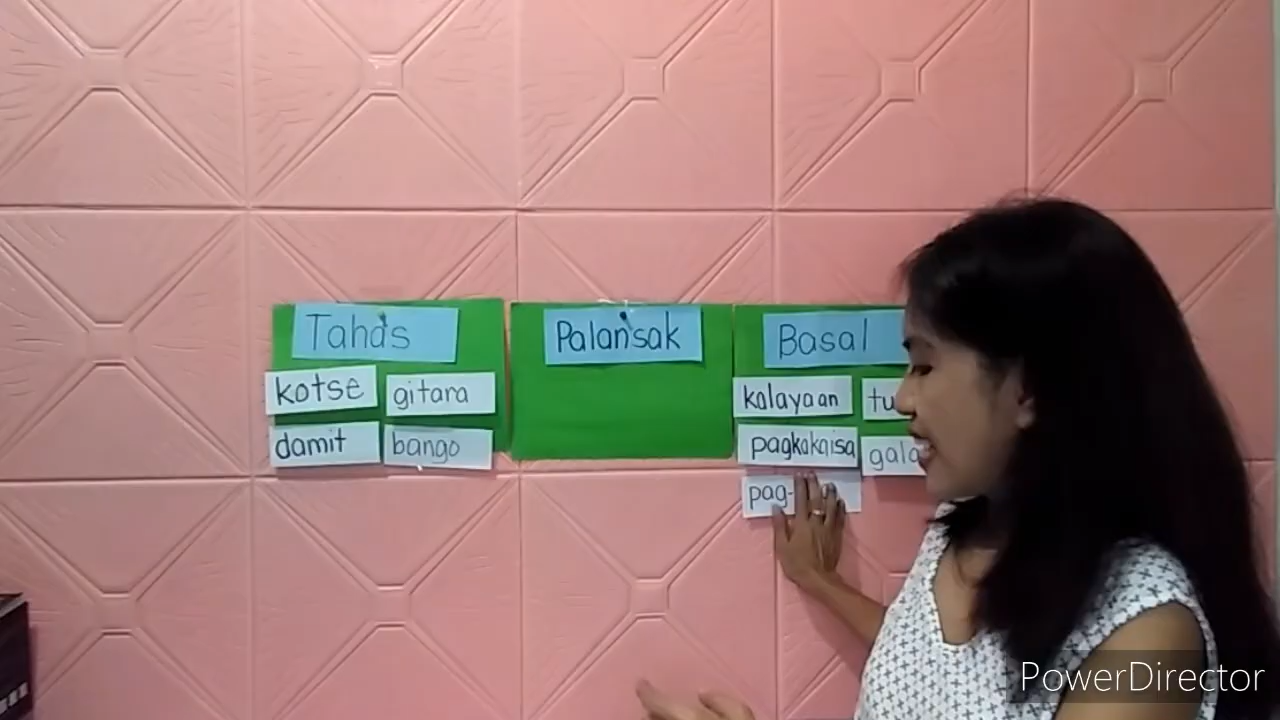 Tahas
kotse gitara
damit bango
Palansak
Basal
kalayaan
pagkakaisa
PowerDirector